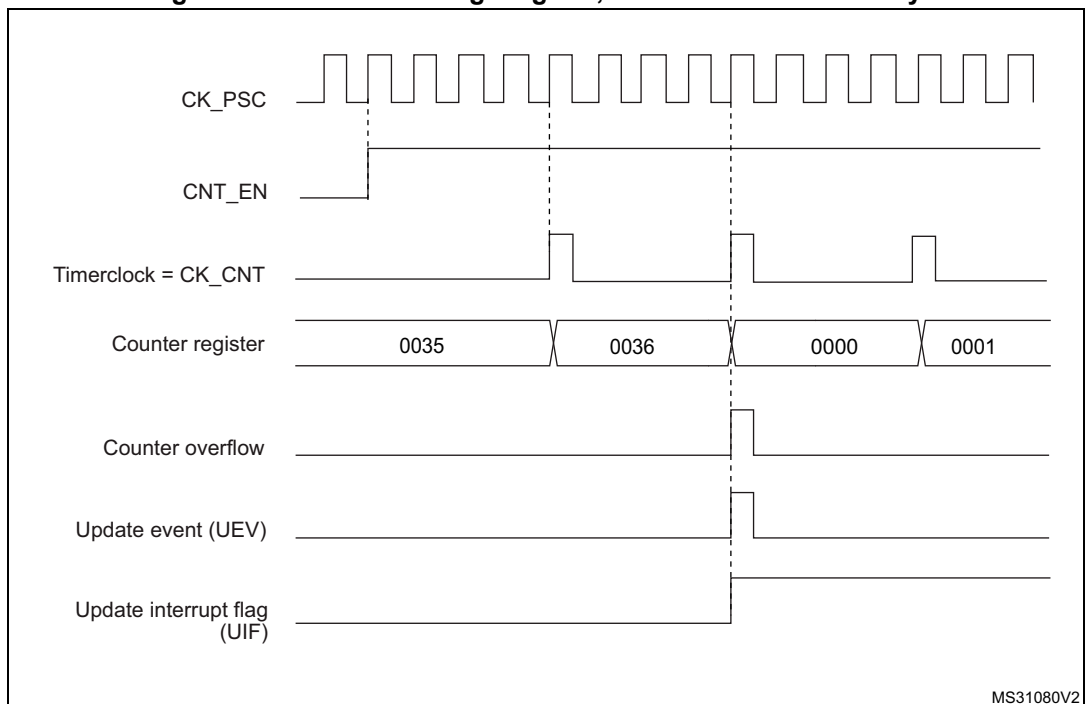 CK_PSC
CNT_EN
Timerclock = CK_CNT
Counter register
0035 0036 0000 0001
Counter overflow
Update event (UEV)
Update interrupt flag
(UIF)
MS31080V2